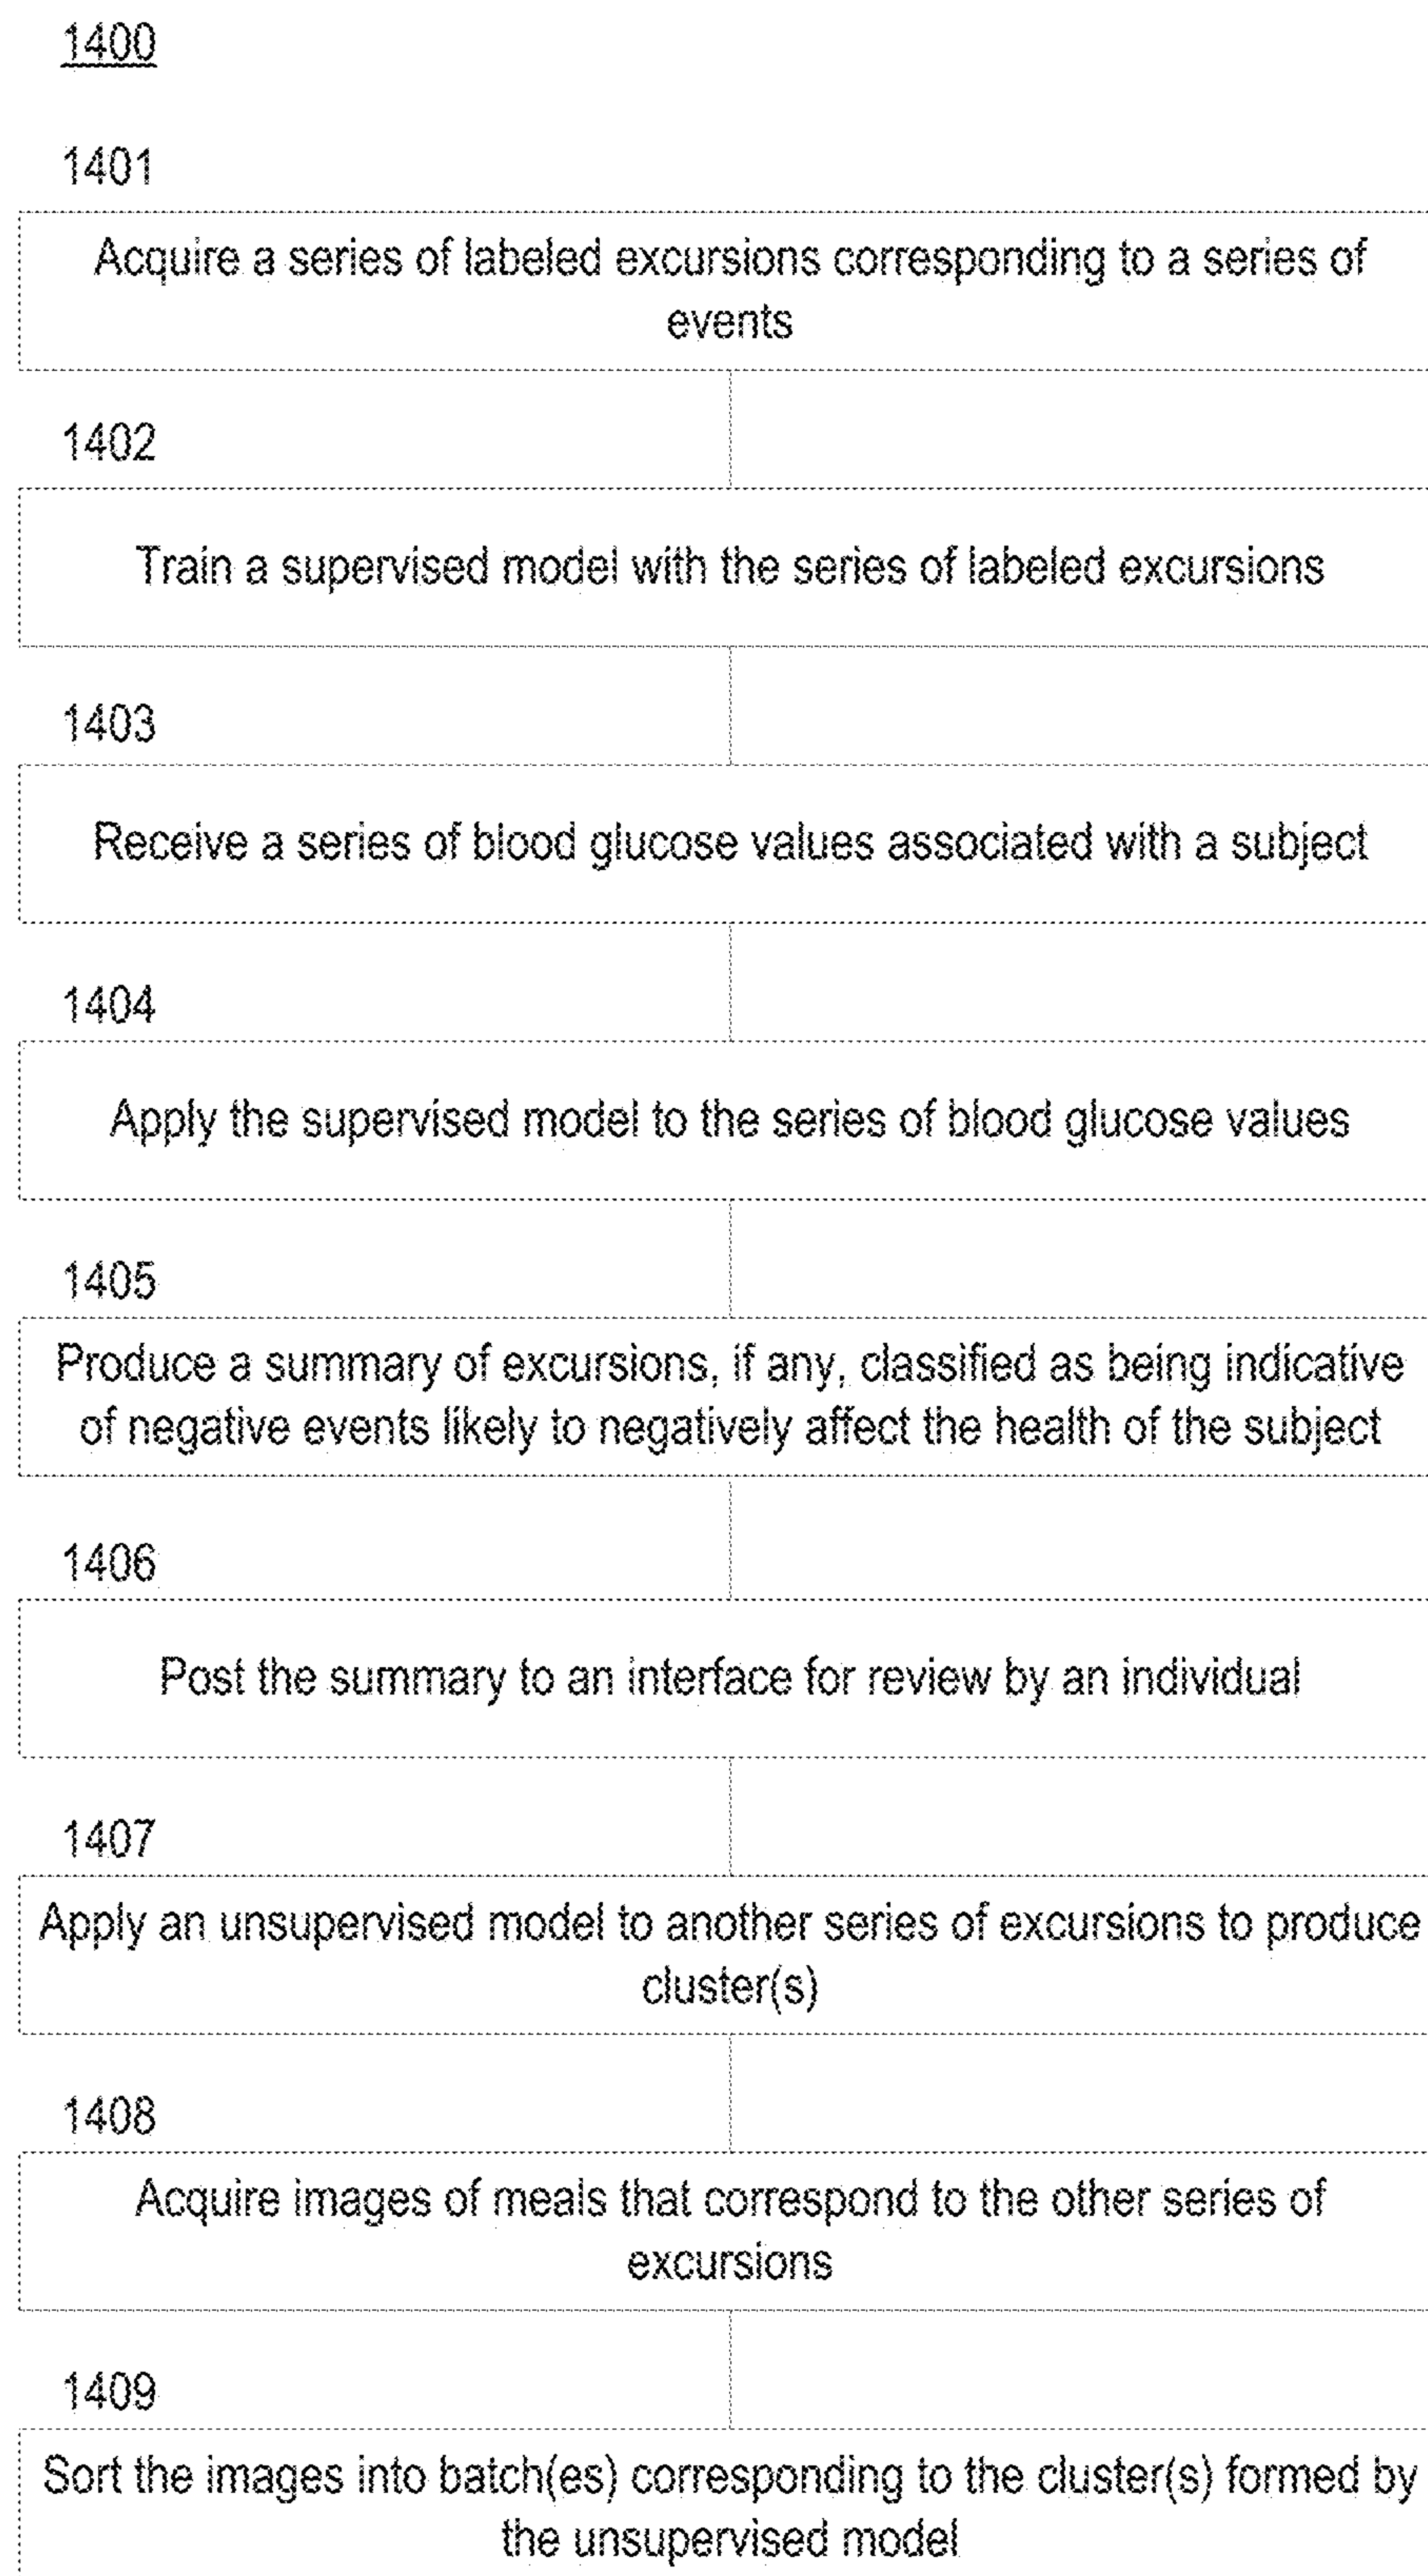 1400
1401
Acquire a series of labeled excursions corresponding to a series of
events
1402
Train a supervised model with the series of labeled excursions
1403
Receive a series of blood glucose values associated with a subject
1404
Apply the supervised model to the series of blood glucose values
1405
Produce a summary of excursions, if any, classified as being indicative
of negative events likely to negatively affect the health of the subject
1406
Post the summary to an interface for review by an individual
1407
Apply an unsupervised model to another series of excursions to produce
cluster(s)
1408
Acquire images of meals that correspond to the other series of
excursions
1409
Sort the images into batch(es) corresponding to the cluster(s) formed by
the unsupervised model